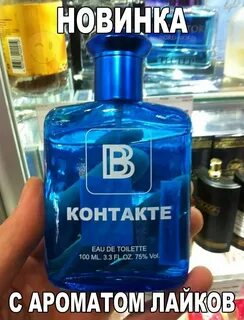 НОВИНКА
В
КОНТАКТЕ
EAU DE TOILETTE
100 ML. 3.3 FL.OZ. 75% Vol.
С АРОМАТОМ ЛАЙКОВ